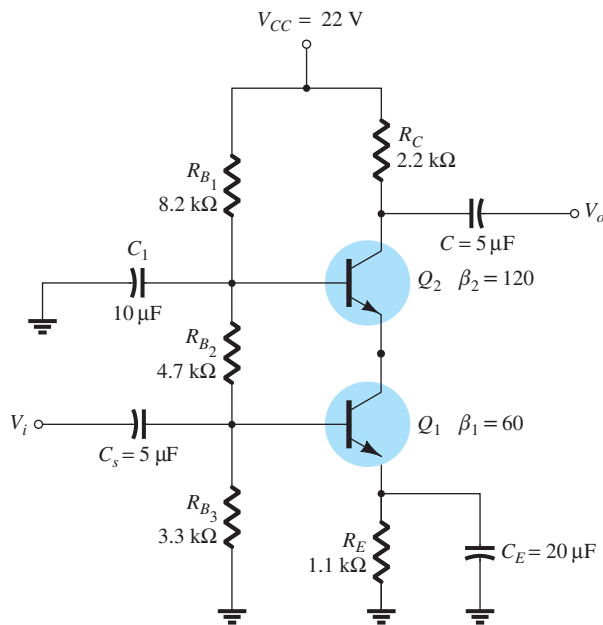 V_CC = 22 V
R_C
2.2 kΩ
R_B1
8.2 kΩ
V_o
C = 5 μF
C_1
10 μF
Q_2 β_2 = 120
R_B2
4.7 kΩ
V_i
C_s = 5 μF
Q_1 β_1 = 60
R_B3
3.3 kΩ
R_E
1.1 kΩ
C_E = 20 μF